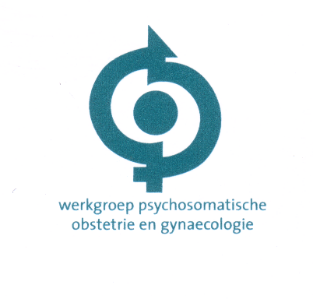 werkgroep psychosomatische
obstetrie en gynaecologie